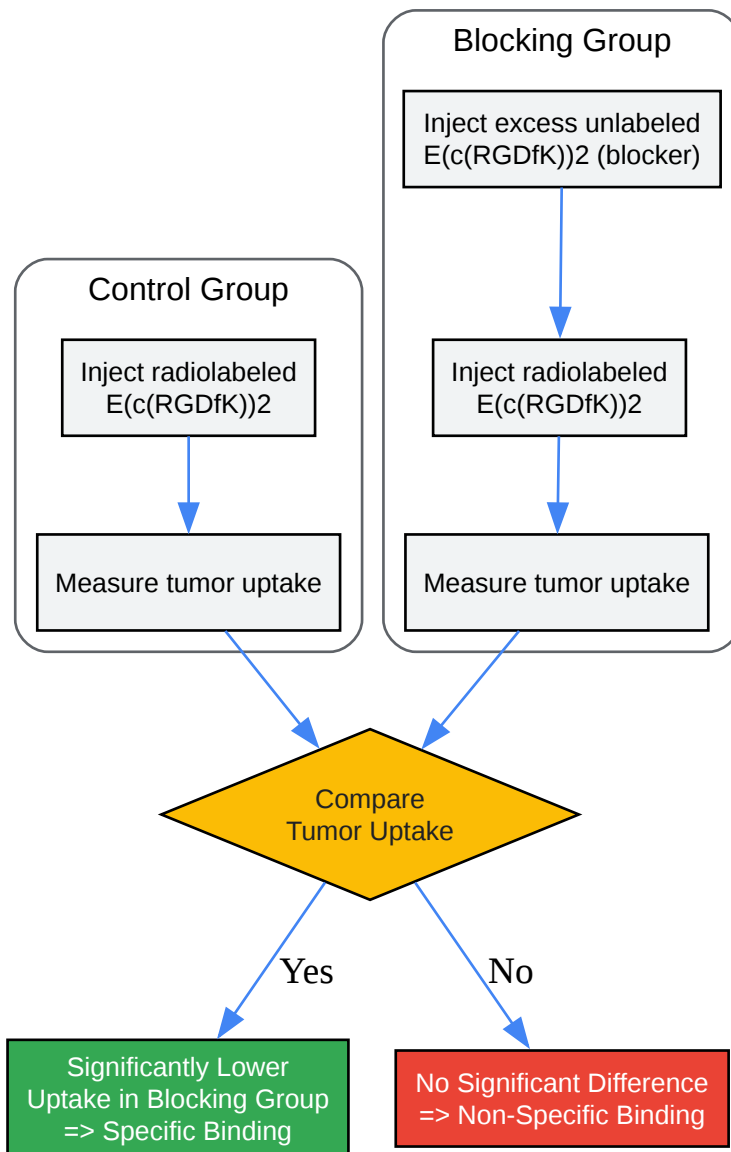 Blocking Group
Inject excess unlabeled
E(c(RGDfK))2 (blocker)
Control Group
Inject radiolabeled
E(c(RGDfK))2
Inject radiolabeled
E(c(RGDfK))2
Measure tumor uptake
Measure tumor uptake
Compare
Tumor Uptake
Yes
No
Significantly Lower
Uptake in Blocking Group
=> Specific Binding
No Significant Difference
=> Non-Specific Binding